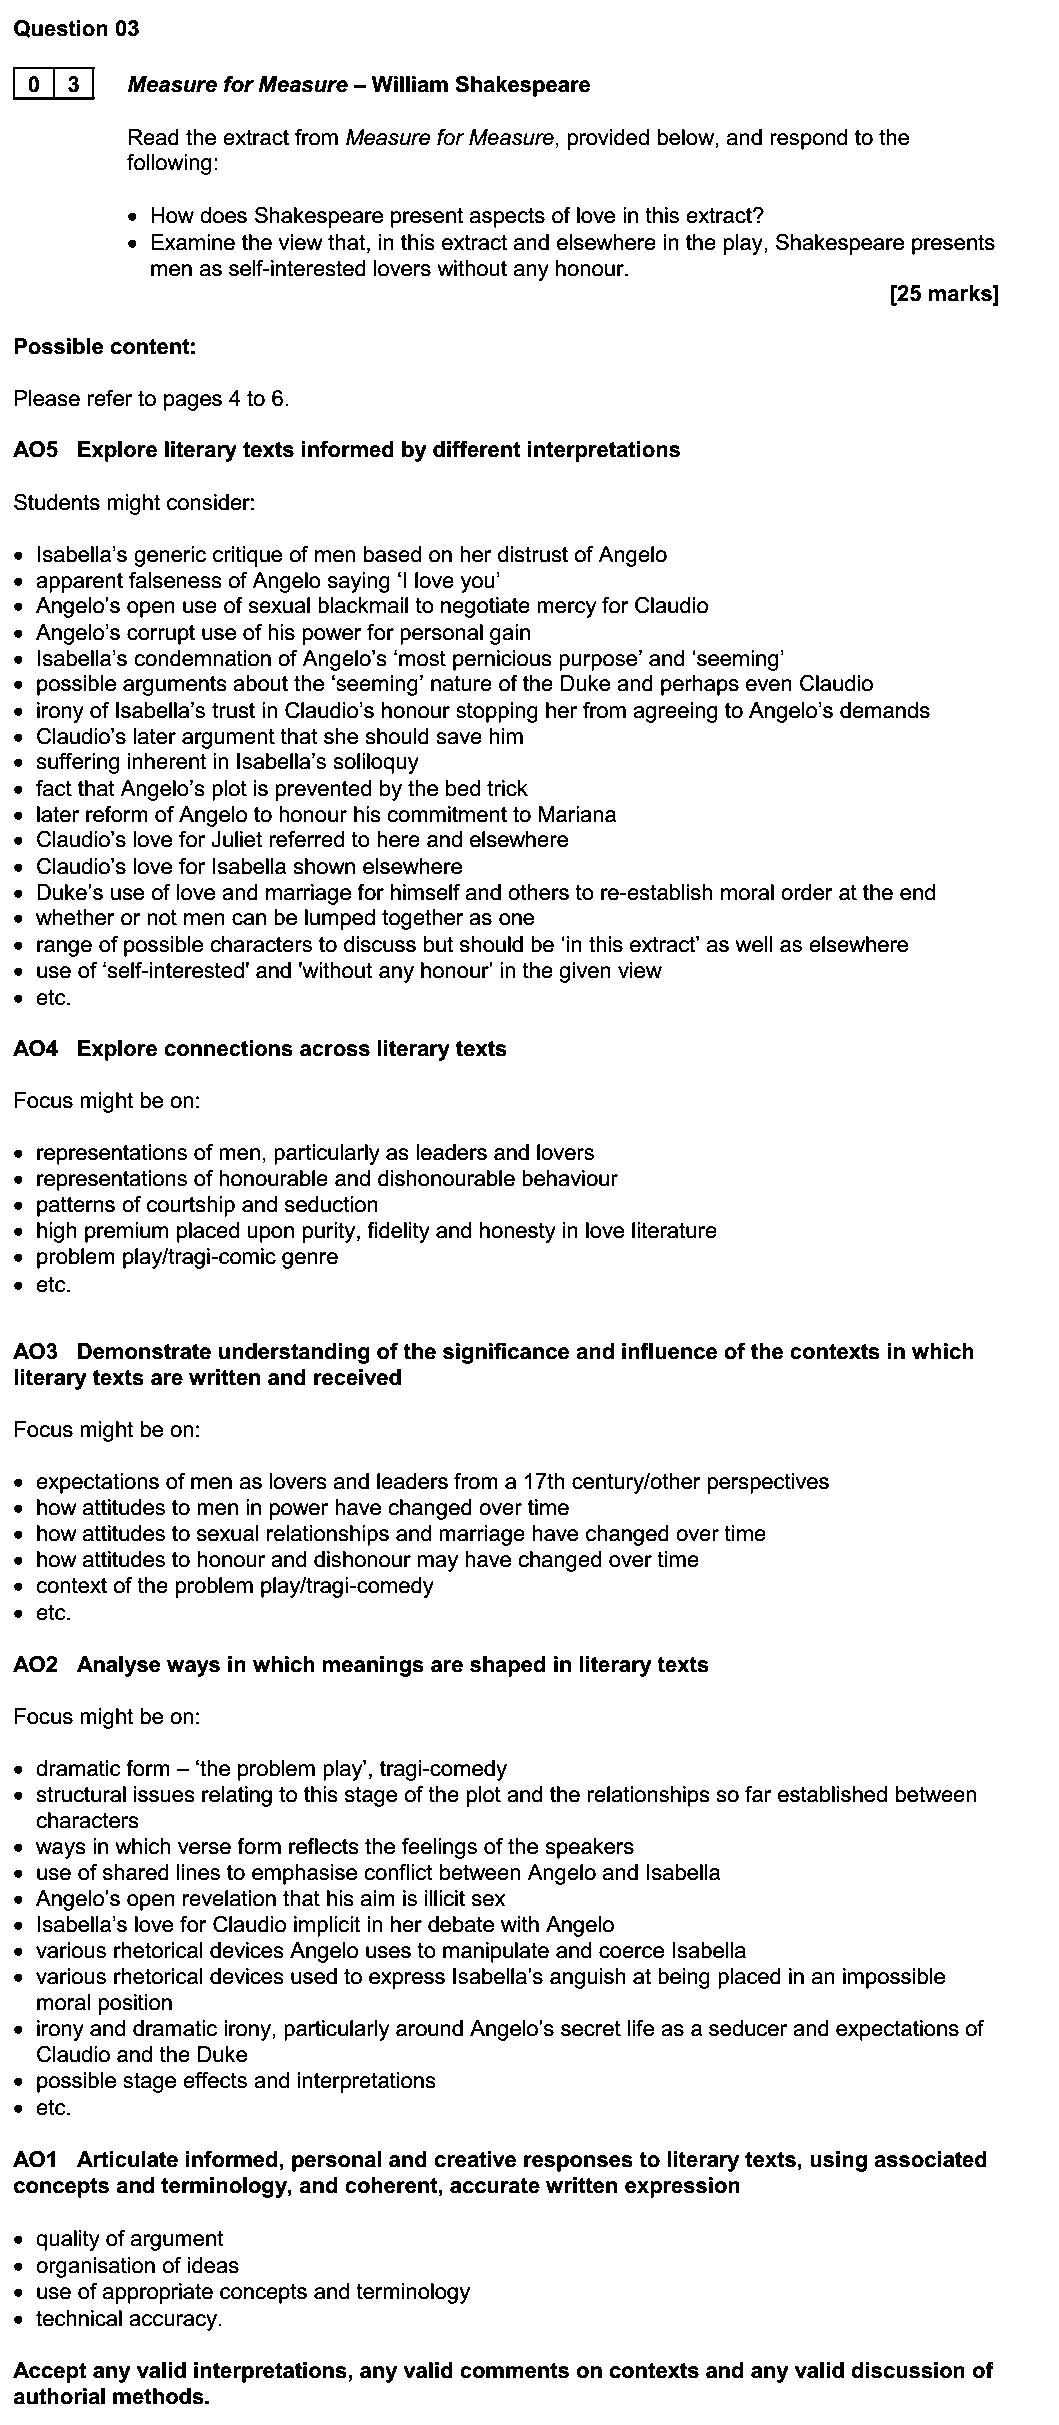 Question 03
0 3 Measure for Measure – William Shakespeare
Read the extract from Measure for Measure, provided below, and respond to the
following:
• How does Shakespeare present aspects of love in this extract?
• Examine the view that, in this extract and elsewhere in the play, Shakespeare presents
men as self-interested lovers without any honour.
[25 marks]
Possible content:
Please refer to pages 4 to 6.
AO5 Explore literary texts informed by different interpretations
Students might consider:
• Isabella’s generic critique of men based on her distrust of Angelo
• apparent falseness of Angelo saying ‘I love you’
• Angelo’s open use of sexual blackmail to negotiate mercy for Claudio
• Angelo’s corrupt use of his power for personal gain
• Isabella’s condemnation of Angelo’s ‘most pernicious purpose’ and ‘seeming’
• possible arguments about the ‘seeming’ nature of the Duke and perhaps even Claudio
• irony of Isabella’s trust in Claudio’s honour stopping her from agreeing to Angelo’s demands
• Claudio’s later argument that she should save him
• suffering inherent in Isabella’s soliloquy
• fact that Angelo’s plot is prevented by the bed trick
• later reform of Angelo to honour his commitment to Mariana
• Claudio’s love for Juliet referred to here and elsewhere
• Claudio’s love for Isabella shown elsewhere
• Duke’s use of love and marriage for himself and others to re-establish moral order at the end
• whether or not men can be lumped together as one
• range of possible characters to discuss but should be ‘in this extract’ as well as elsewhere
• use of ‘self-interested' and 'without any honour' in the given view
• etc.
AO4 Explore connections across literary texts
Focus might be on:
• representations of men, particularly as leaders and lovers
• representations of honourable and dishonourable behaviour
• patterns of courtship and seduction
• high premium placed upon purity, fidelity and honesty in love literature
• problem play/tragi-comic genre
• etc.
AO3 Demonstrate understanding of the significance and influence of the contexts in which
literary texts are written and received
Focus might be on:
• expectations of men as lovers and leaders from a 17th century/other perspectives
• how attitudes to men in power have changed over time
• how attitudes to sexual relationships and marriage have changed over time
• how attitudes to honour and dishonour may have changed over time
• context of the problem play/tragi-comedy
• etc.
AO2 Analyse ways in which meanings are shaped in literary texts
Focus might be on:
• dramatic form – ‘the problem play’, tragi-comedy
• structural issues relating to this stage of the plot and the relationships so far established between
characters
• ways in which verse form reflects the feelings of the speakers
• use of shared lines to emphasise conflict between Angelo and Isabella
• Angelo’s open revelation that his aim is illicit sex
• Isabella’s love for Claudio implicit in her debate with Angelo
• various rhetorical devices Angelo uses to manipulate and coerce Isabella
• various rhetorical devices used to express Isabella’s anguish at being placed in an impossible
moral position
• irony and dramatic irony, particularly around Angelo’s secret life as a seducer and expectations of
Claudio and the Duke
• possible stage effects and interpretations
• etc.
AO1 Articulate informed, personal and creative responses to literary texts, using associated
concepts and terminology, and coherent, accurate written expression
• quality of argument
• organisation of ideas
• use of appropriate concepts and terminology
• technical accuracy.
Accept any valid interpretations, any valid comments on contexts and any valid discussion of
authorial methods.